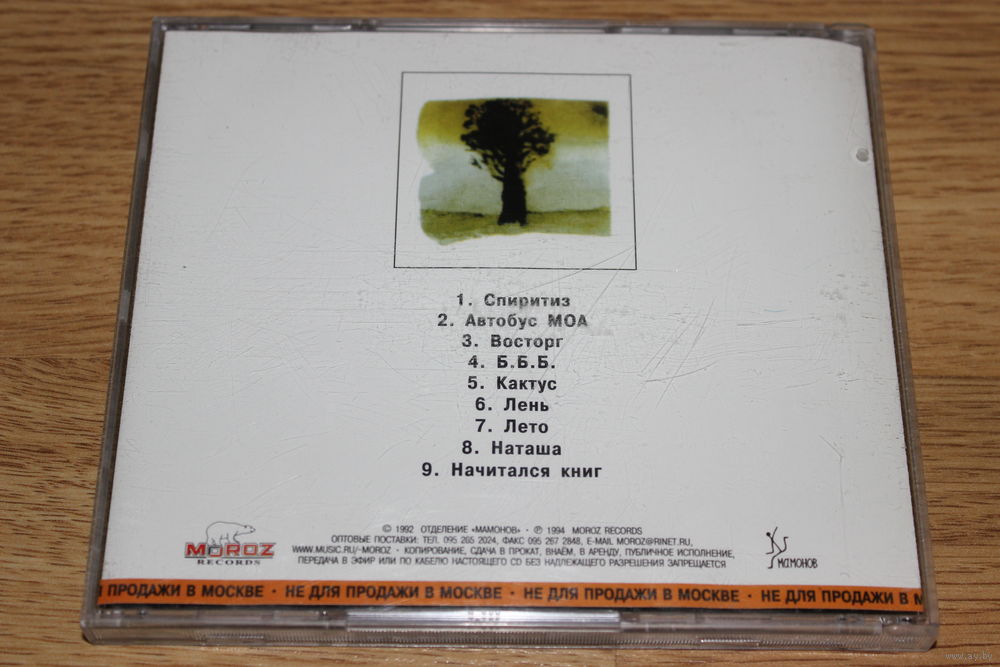 1. Спиритиз
2. Автобус МОА
3. Восторг
4. Б.Б.Б.
5. Кактус
6. Лень
7. Лето
8. Наташа
9. Начитался книг
MOROZ
RECORDS
© 1992 ОТДЕЛЕНИЕ «МАМОНОВ» · ℗ 1994 MOROZ RECORDS
ОПТОВЫЕ ПОСТАВКИ: ТЕЛ. 095 265 2024, ФАКС 095 267 2848, E-MAIL MOROZ@RINET.RU,
WWW.MUSIC.RU/-MOROZ · КОПИРОВАНИЕ, СДАЧА В ПРОКАТ, ВНАЁМ, В АРЕНДУ, ПУБЛИЧНОЕ ИСПОЛНЕНИЕ,
ПЕРЕДАЧА В ЭФИР ИЛИ ПО КАБЕЛЮ НАСТОЯЩЕГО CD БЕЗ НАДЛЕЖАЩЕГО РАЗРЕШЕНИЯ ЗАПРЕЩАЕТСЯ
МАМОНОВ
ПРОДАЖИ В МОСКВЕ · НЕ ДЛЯ ПРОДАЖИ В МОСКВЕ · НЕ ДЛЯ ПРОДАЖИ В МОСКВЕ · НЕ ДЛЯ ПРОДАЖИ В М
www.ay.by